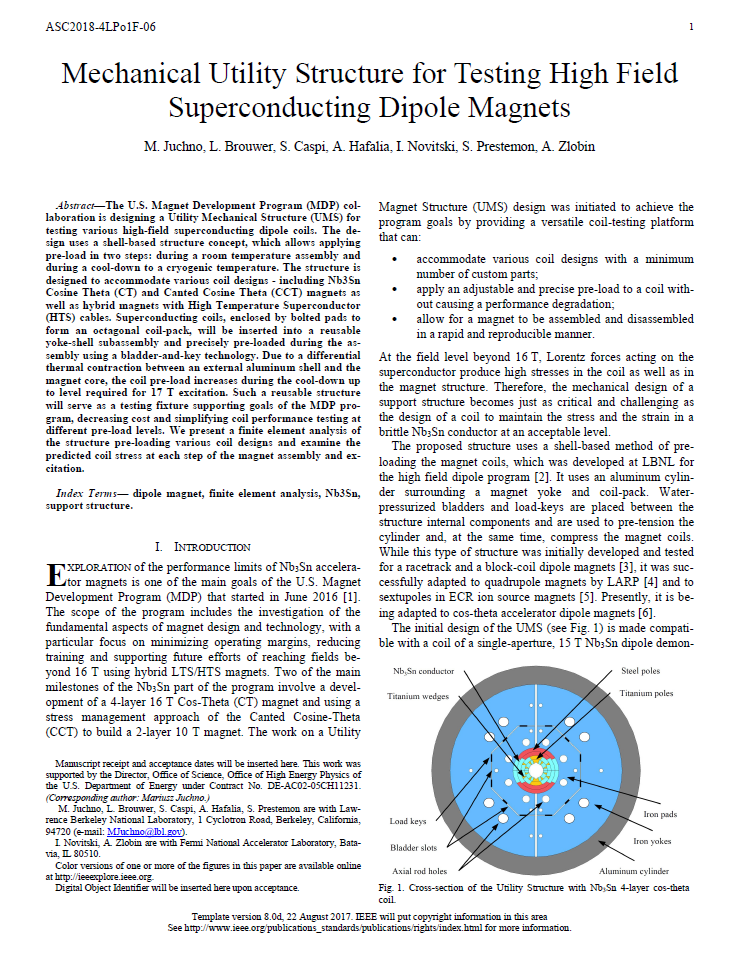 ASC2018-4LPo1F-06
1
Mechanical Utility Structure for Testing High Field
Superconducting Dipole Magnets
M. Juchno, L. Brouwer, S. Caspi, A. Hafalia, I. Novitski, S. Prestemon, A. Zlobin
Abstract—The U.S. Magnet Development Program (MDP) col-
laboration is designing a Utility Mechanical Structure (UMS) for
testing various high-field superconducting dipole coils. The de-
sign uses a shell-based structure concept, which allows applying
pre-load in two steps: during a room temperature assembly and
during a cool-down to a cryogenic temperature. The structure is
designed to accommodate various coil designs - including Nb3Sn
Cosine Theta (CT) and Canted Cosine Theta (CCT) magnets as
well as hybrid magnets with High Temperature Superconductor
(HTS) cables. Superconducting coils, enclosed by bolted pads to
form an octagonal coil-pack, will be inserted into a reusable
yoke-shell subassembly and precisely pre-loaded during the as-
sembly using a bladder-and-key technology. Due to a differential
thermal contraction between an external aluminum shell and the
magnet core, the coil pre-load increases during the cool-down up
to level required for 17 T excitation. Such a reusable structure
will serve as a testing fixture supporting goals of the MDP pro-
gram, decreasing cost and simplifying coil performance testing at
different pre-load levels. We present a finite element analysis of
the structure pre-loading various coil designs and examine the
predicted coil stress at each step of the magnet assembly and ex-
citation.
Index Terms— dipole magnet, finite element analysis, Nb3Sn,
support structure.
I. INTRODUCTION
EXPLORATION of the performance limits of Nb3Sn accelera-
tor magnets is one of the main goals of the U.S. Magnet
Development Program (MDP) that started in June 2016 [1].
The scope of the program includes the investigation of the
fundamental aspects of magnet design and technology, with a
particular focus on minimizing operating margins, reducing
training and supporting future efforts of reaching fields be-
yond 16 T using hybrid LTS/HTS magnets. Two of the main
milestones of the Nb3Sn part of the program involve a devel-
opment of a 4-layer 16 T Cos-Theta (CT) magnet and using a
stress management approach of the Canted Cosine-Theta
(CCT) to build a 2-layer 10 T magnet. The work on a Utility
Manuscript receipt and acceptance dates will be inserted here. This work was
supported by the Director, Office of Science, Office of High Energy Physics of
the U.S. Department of Energy under Contract No. DE-AC02-05CH11231.
(Corresponding author: Mariusz Juchno.)
M. Juchno, L. Brouwer, S. Caspi, A. Hafalia, S. Prestemon are with Law-
rence Berkeley National Laboratory, 1 Cyclotron Road, Berkeley, California,
94720 (e-mail: MJuchno@lbl.gov).
I. Novitski, A. Zlobin are with Fermi National Accelerator Laboratory, Bata-
via, IL 80510.
Color versions of one or more of the figures in this paper are available online
at http://ieeexplore.ieee.org.
Digital Object Identifier will be inserted here upon acceptance.
Magnet Structure (UMS) design was initiated to achieve the
program goals by providing a versatile coil-testing platform
that can:
• accommodate various coil designs with a minimum
number of custom parts;
• apply an adjustable and precise pre-load to a coil with-
out causing a performance degradation;
• allow for a magnet to be assembled and disassembled
in a rapid and reproducible manner.
At the field level beyond 16 T, Lorentz forces acting on the
superconductor produce high stresses in the coil as well as in
the magnet structure. Therefore, the mechanical design of a
support structure becomes just as critical and challenging as
the design of a coil to maintain the stress and the strain in a
brittle Nb3Sn conductor at an acceptable level.
The proposed structure uses a shell-based method of pre-
loading the magnet coils, which was developed at LBNL for
the high field dipole program [2]. It uses an aluminum cylin-
der surrounding a magnet yoke and coil-pack. Water-
pressurized bladders and load-keys are placed between the
structure internal components and are used to pre-tension the
cylinder and, at the same time, compress the magnet coils.
While this type of structure was initially developed and tested
for a racetrack and a block-coil dipole magnets [3], it was suc-
cessfully adapted to quadrupole magnets by LARP [4] and to
sextupoles in ECR ion source magnets [5]. Presently, it is be-
ing adapted to cos-theta accelerator dipole magnets [6].
The initial design of the UMS (see Fig. 1) is made compati-
ble with a coil of a single-aperture, 15 T Nb3Sn dipole demon-
Nb3Sn conductor
Steel poles
Titanium wedges
Titanium poles
Load keys
Iron pads
Bladder slots
Iron yokes
Axial rod holes
Aluminum cylinder
Fig. 1. Cross-section of the Utility Structure with Nb3Sn 4-layer cos-theta
coil.
Template version 8.0d, 22 August 2017. IEEE will put copyright information in this area
See http://www.ieee.org/publications_standards/publications/rights/index.html for more information.